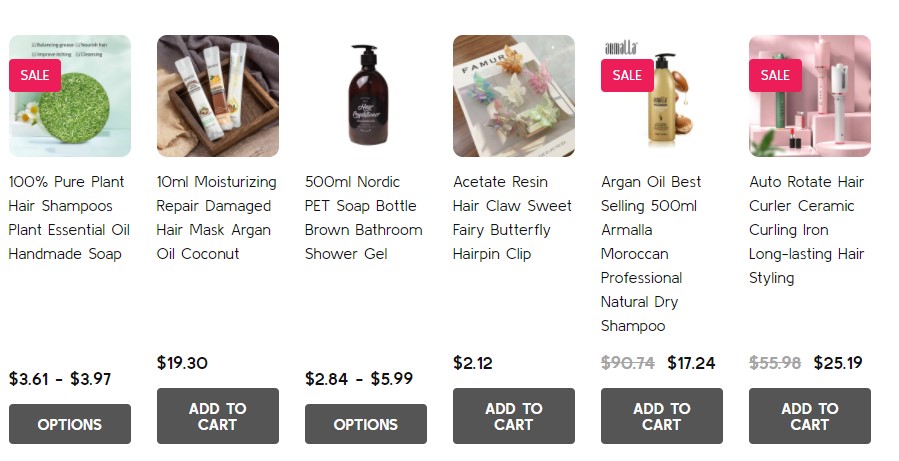 Balancing grease
Nourish hair
Improve itching
Cleansing
SALE
100% Pure Plant
Hair Shampoos
Plant Essential Oil
Handmade Soap
$3.61 - $3.97
OPTIONS
10ml Moisturizing
Repair Damaged
Hair Mask Argan
Oil Coconut
$19.30
ADD TO
CART
Hair
500ml Nordic
PET Soap Bottle
Brown Bathroom
Shower Gel
$2.84 - $5.99
OPTIONS
FAMUR
Acetate Resin
Hair Claw Sweet
Fairy Butterfly
Hairpin Clip
$2.12
ADD TO
CART
armalla
SALE
Argan Oil Best
Selling 500ml
Armalla
Moroccan
Professional
Natural Dry
Shampoo
$90.74 $17.24
ADD TO
CART
SALE
Auto Rotate Hair
Curler Ceramic
Curling Iron
Long-lasting Hair
Styling
$55.98 $25.19
ADD TO
CART